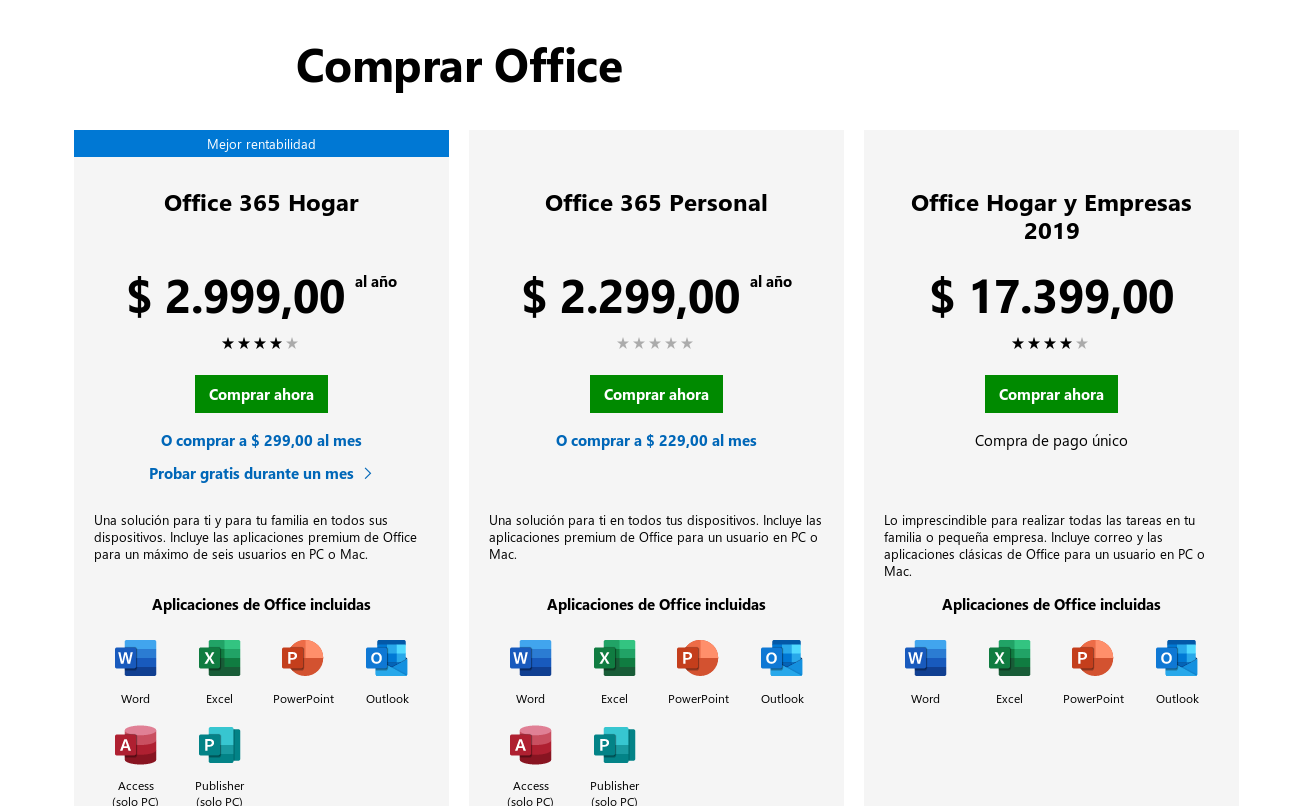 Comprar Office
Mejor rentabilidad
Office 365 Hogar
$ 2.999,00 al año
Comprar ahora
O comprar a $ 299,00 al mes
Probar gratis durante un mes
Una solución para ti y para tu familia en todos sus
dispositivos. Incluye las aplicaciones premium de Office
para un máximo de seis usuarios en PC o Mac.
Aplicaciones de Office incluidas
Word
Excel
PowerPoint
Outlook
Access
(solo PC)
Publisher
(solo PC)
Office 365 Personal
$ 2.299,00 al año
Comprar ahora
O comprar a $ 229,00 al mes
Una solución para ti en todos tus dispositivos. Incluye las
aplicaciones premium de Office para un usuario en PC o
Mac.
Aplicaciones de Office incluidas
Word
Excel
PowerPoint
Outlook
Access
(solo PC)
Publisher
(solo PC)
Office Hogar y Empresas
2019
$ 17.399,00
Comprar ahora
Compra de pago único
Lo imprescindible para realizar todas las tareas en tu
familia o pequeña empresa. Incluye correo y las
aplicaciones clásicas de Office para un usuario en PC o
Mac.
Aplicaciones de Office incluidas
Word
Excel
PowerPoint
Outlook